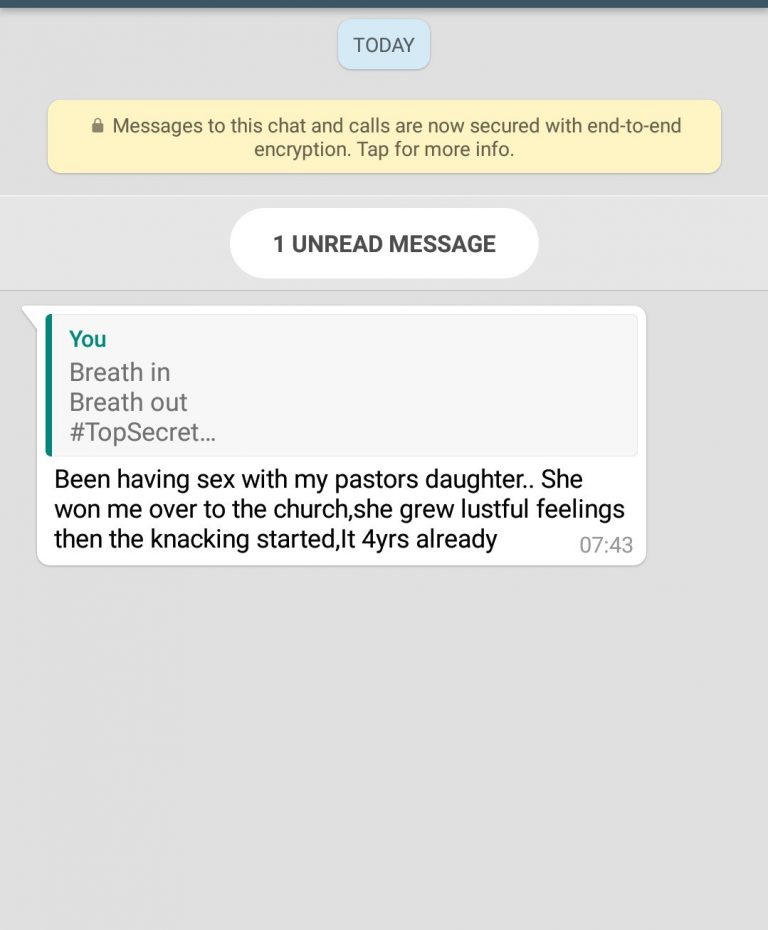 TODAY
Messages to this chat and calls are now secured with end-to-end
encryption. Tap for more info.
1 UNREAD MESSAGE
You
Breath in
Breath out
#TopSecret...
Been having sex with my pastors daughter.. She
won me over to the church,she grew lustful feelings
then the knacking started,It 4yrs already
07:43